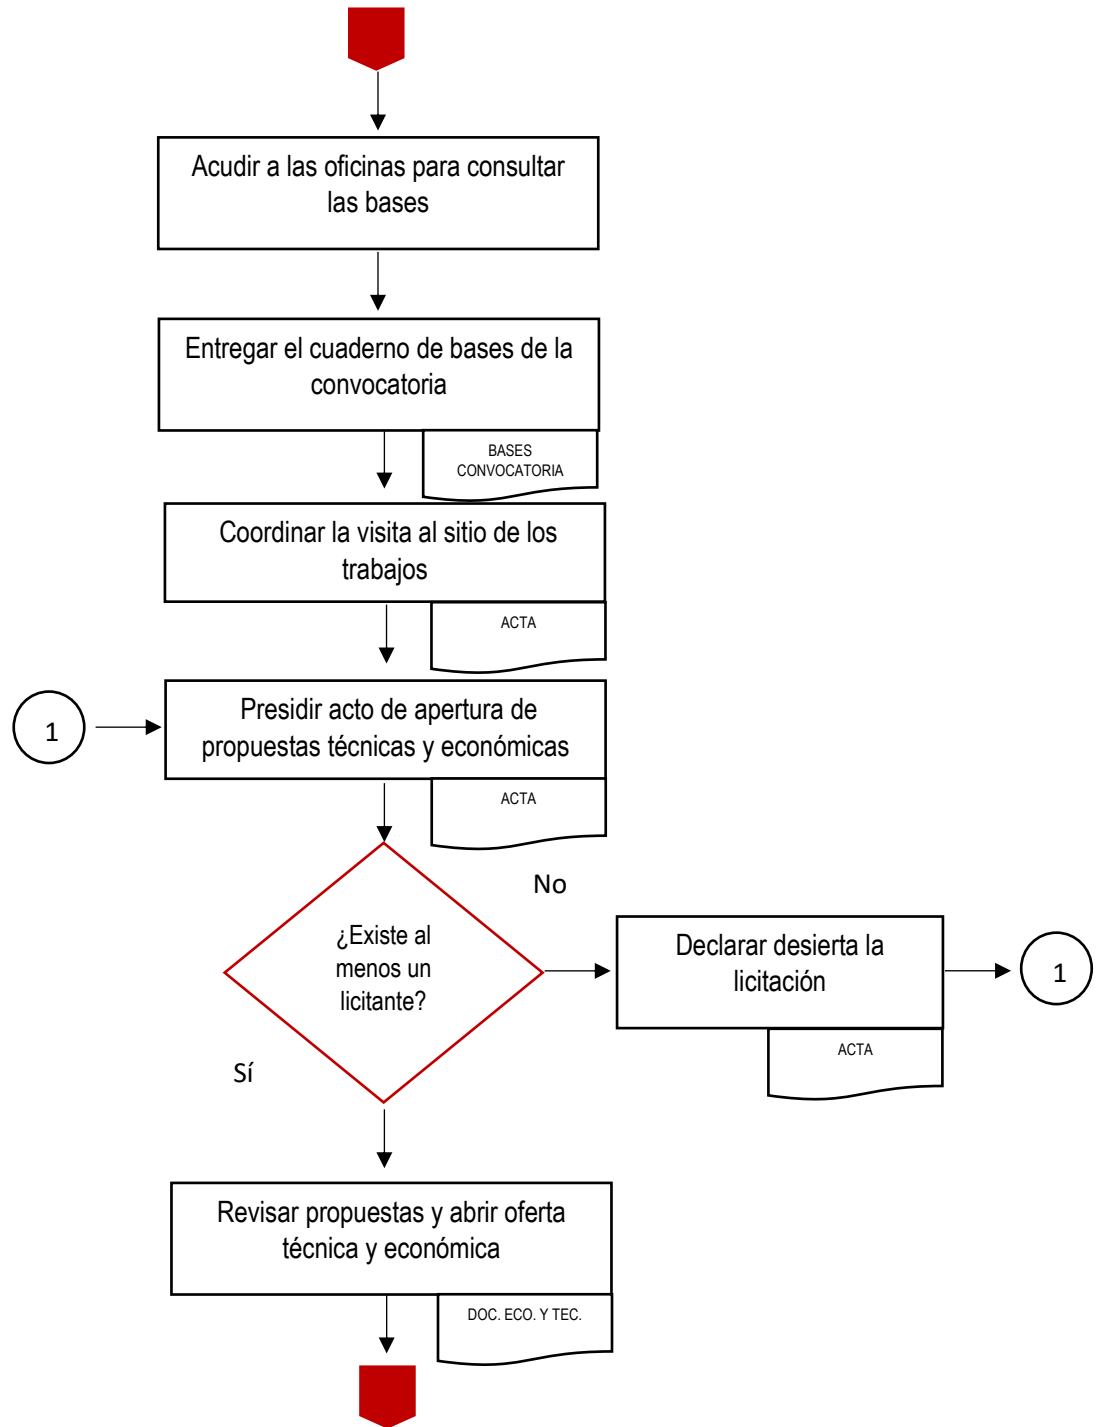 Acudir a las oficinas para consultar
las bases
Entregar el cuaderno de bases de la
convocatoria
BASES
CONVOCATORIA
Coordinar la visita al sitio de los
trabajos
ACTA
1
Presidir acto de apertura de
propuestas técnicas y económicas
ACTA
No
¿Existe al
menos un
licitante?
Declarar desierta la
licitación
1
ACTA
Sí
Revisar propuestas y abrir oferta
técnica y económica
DOC. ECO. Y TEC.